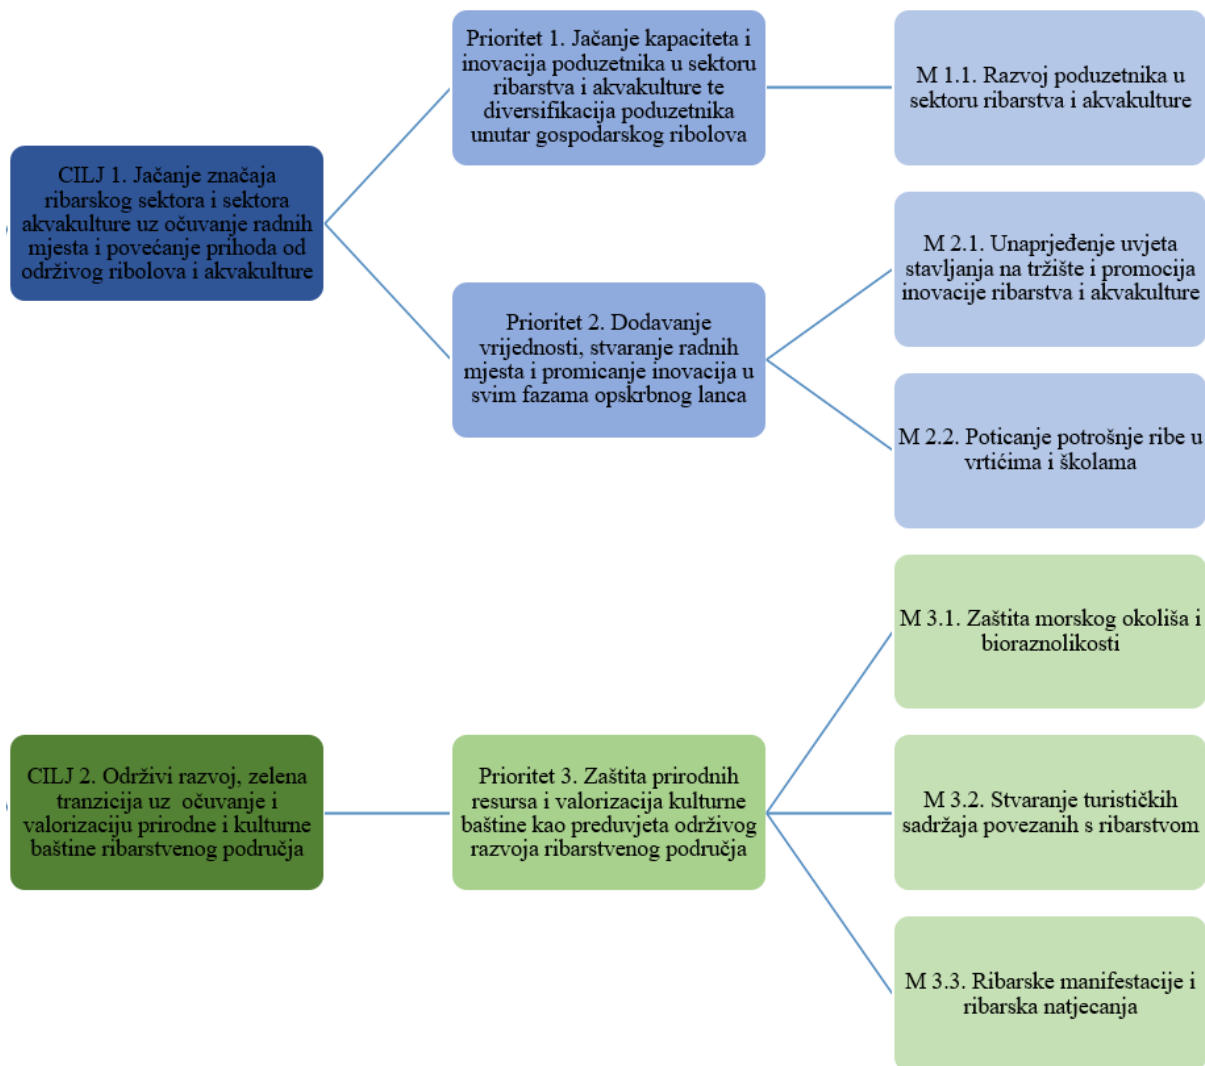 CILJ 1. Jačanje značaja
ribarskog sektora i sektora
akvakulture uz očuvanje radnih
mjesta i povećanje prihoda od
održivog ribolova i akvakulture
Prioritet 1. Jačanje kapaciteta i
inovacija poduzetnika u sektoru
ribarstva i akvakulture te
diversifikacija poduzetnika
unutar gospodarskog ribolova
M 1.1. Razvoj poduzetnika u
sektoru ribarstva i akvakulture
Prioritet 2. Dodavanje
vrijednosti, stvaranje radnih
mjesta i promicanje inovacija u
svim fazama opskrbnog lanca
M 2.1. Unaprjeđenje uvjeta
stavljanja na tržište i promocija
inovacije ribarstva i akvakulture
M 2.2. Poticanje potrošnje ribe u
vrtićima i školama
CILJ 2. Održivi razvoj, zelena
tranzicija uz očuvanje i
valorizaciju prirodne i kulturne
baštine ribarstvenog područja
Prioritet 3. Zaštita prirodnih
resursa i valorizacija kulturne
baštine kao preduvjeta održivog
razvoja ribarstvenog područja
M 3.1. Zaštita morskog okoliša i
bioraznolikosti
M 3.2. Stvaranje turističkih
sadržaja povezanih s ribarstvom
M 3.3. Ribarske manifestacije i
ribarska natjecanja